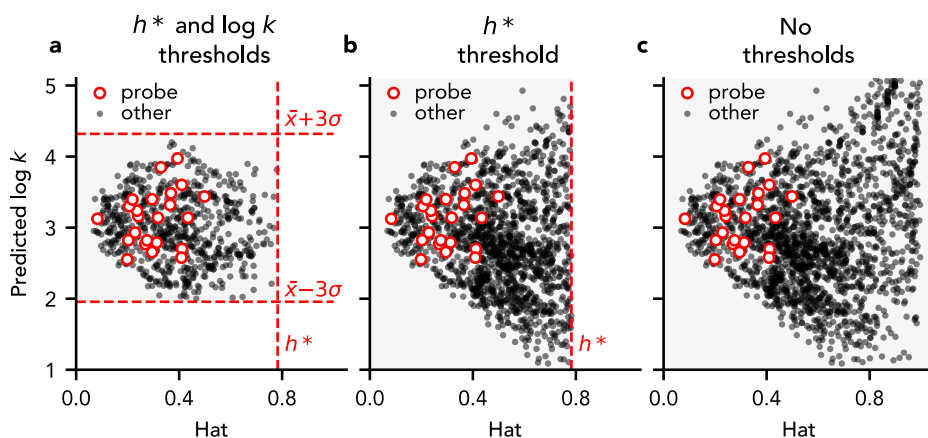 a
h* and log k
thresholds
b
h*
threshold
c
No
thresholds
Predicted log k
5
4
3
2
1
probe
other
x̄+3σ
x̄−3σ
h*
0.0
0.4
0.8
Hat
probe
other
h*
0.0
0.4
0.8
Hat
probe
other
0.0
0.4
0.8
Hat